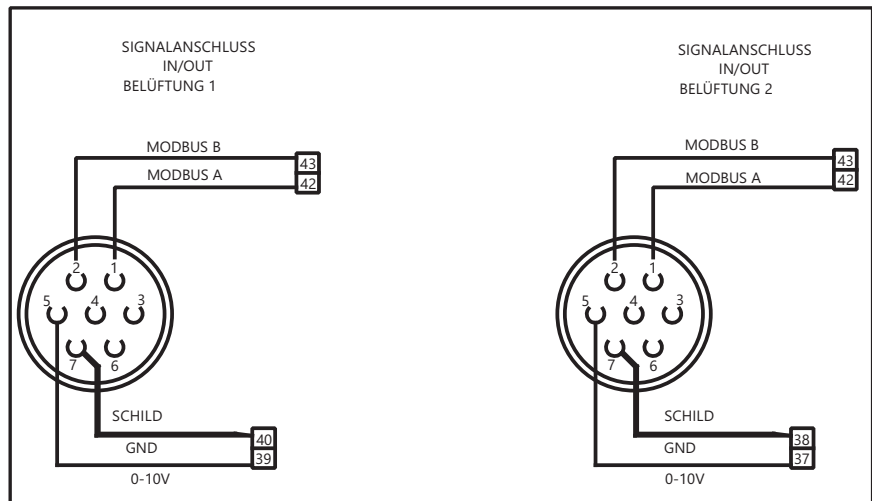 SIGNALANSCHLUSS
IN/OUT
BELÜFTUNG 1
MODBUS B
43
MODBUS A
42
2
1
5
4
3
7
6
SCHILD
40
GND
39
0-10V
SIGNALANSCHLUSS
IN/OUT
BELÜFTUNG 2
MODBUS B
43
MODBUS A
42
2
1
5
4
3
7
6
SCHILD
38
GND
37
0-10V